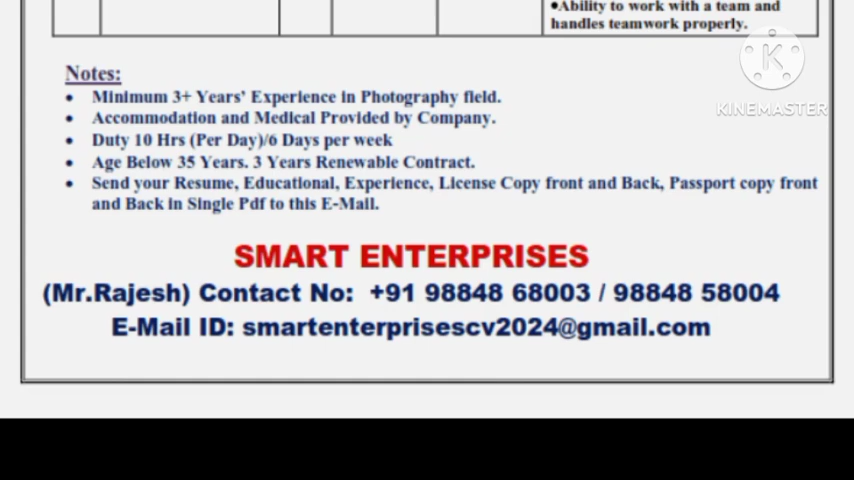 •Ability to work with a team and
handles teamwork properly.
K
KINEMASTER
Notes:
• Minimum 3+ Years' Experience in Photography field.
• Accommodation and Medical Provided by Company.
• Duty 10 Hrs (Per Day)/6 Days per week
• Age Below 35 Years. 3 Years Renewable Contract.
• Send your Resume, Educational, Experience, License Copy front and Back, Passport copy front
and Back in Single Pdf to this E-Mail.
SMART ENTERPRISES
(Mr.Rajesh) Contact No: +91 98848 68003 / 98848 58004
E-Mail ID: smartenterprisescv2024@gmail.com